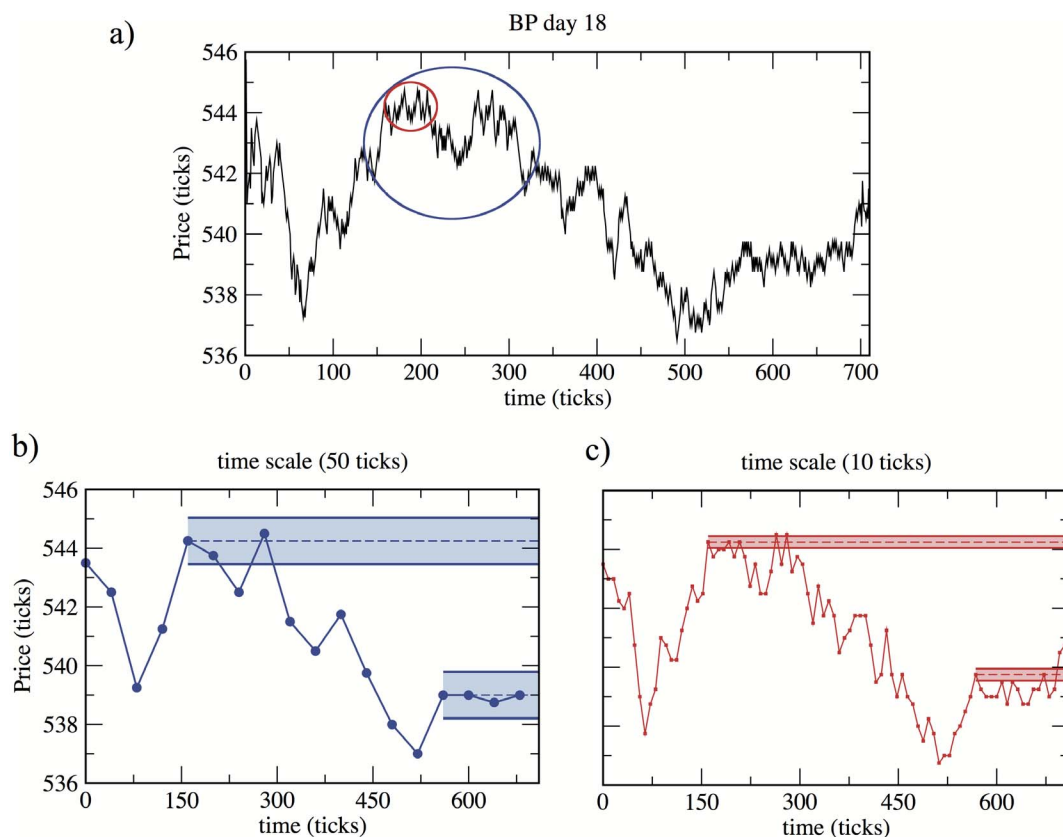 BP day 18
a)
546
544
542
540
538
536
Price (ticks)
0 100 200 300 400 500 600 700
time (ticks)
b)
time scale (50 ticks)
546
544
542
540
538
536
Price (ticks)
0 150 300 450 600
time (ticks)
c)
time scale (10 ticks)
0 150 300 450 600
time (ticks)